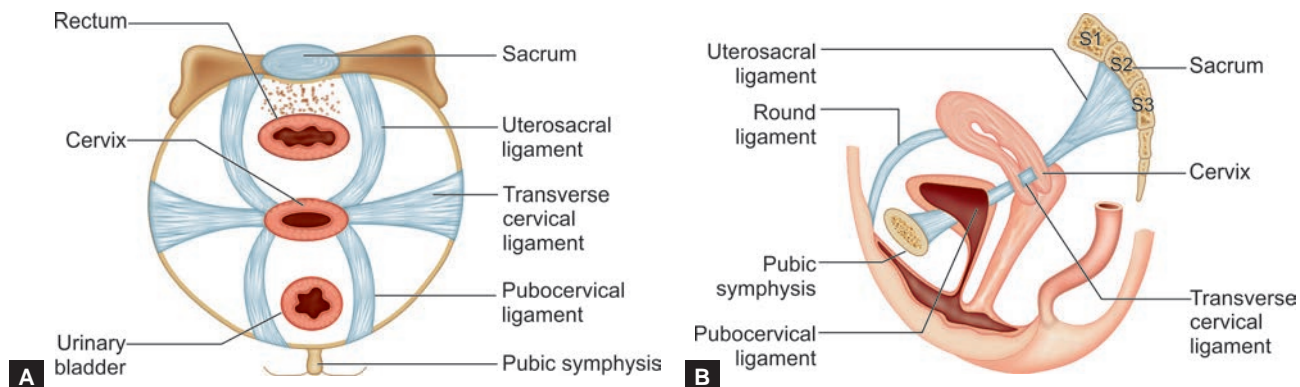 Rectum
Sacrum
Cervix
Uterosacral
ligament
Transverse
cervical
ligament
Pubocervical
ligament
Urinary
bladder
Pubic symphysis
A
Uterosacral
ligament
S1
S2
S3
Sacrum
Round
ligament
Cervix
Pubic
symphysis
Pubocervical
ligament
Transverse
cervical
ligament
B